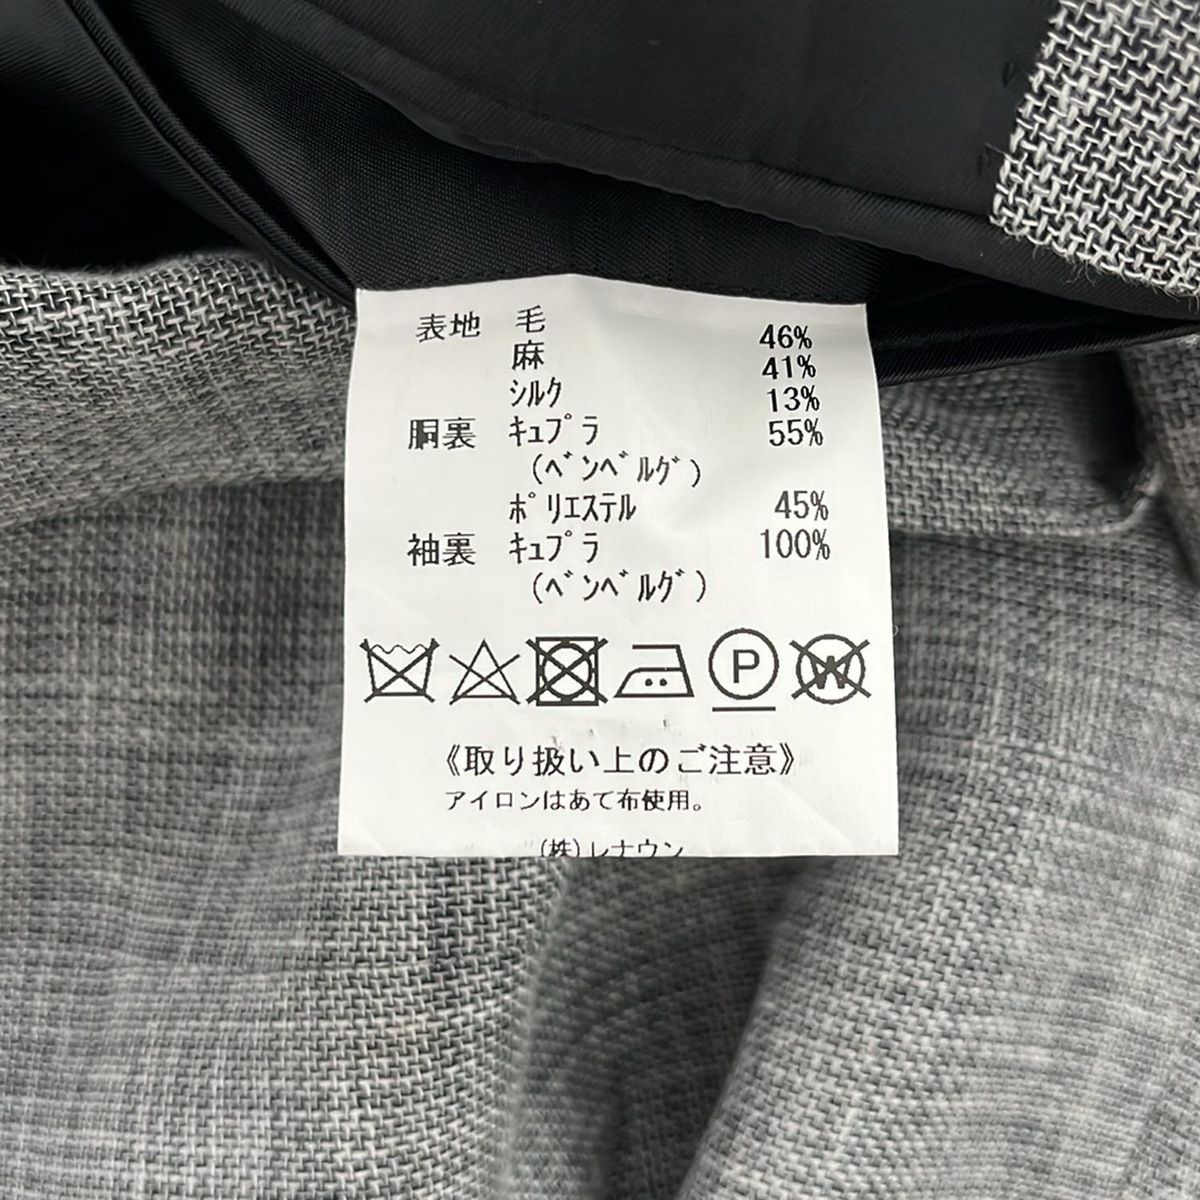 表地 毛 46%
麻 41%
シルク 13%
胴裏 キュプラ 55%
(ベンベルグ)
ポリエステル 45%
袖裏 キュプラ 100%
(ベンベルグ)
P W
《取り扱い上のご注意》
アイロンはあて布使用。
(株)レナウン